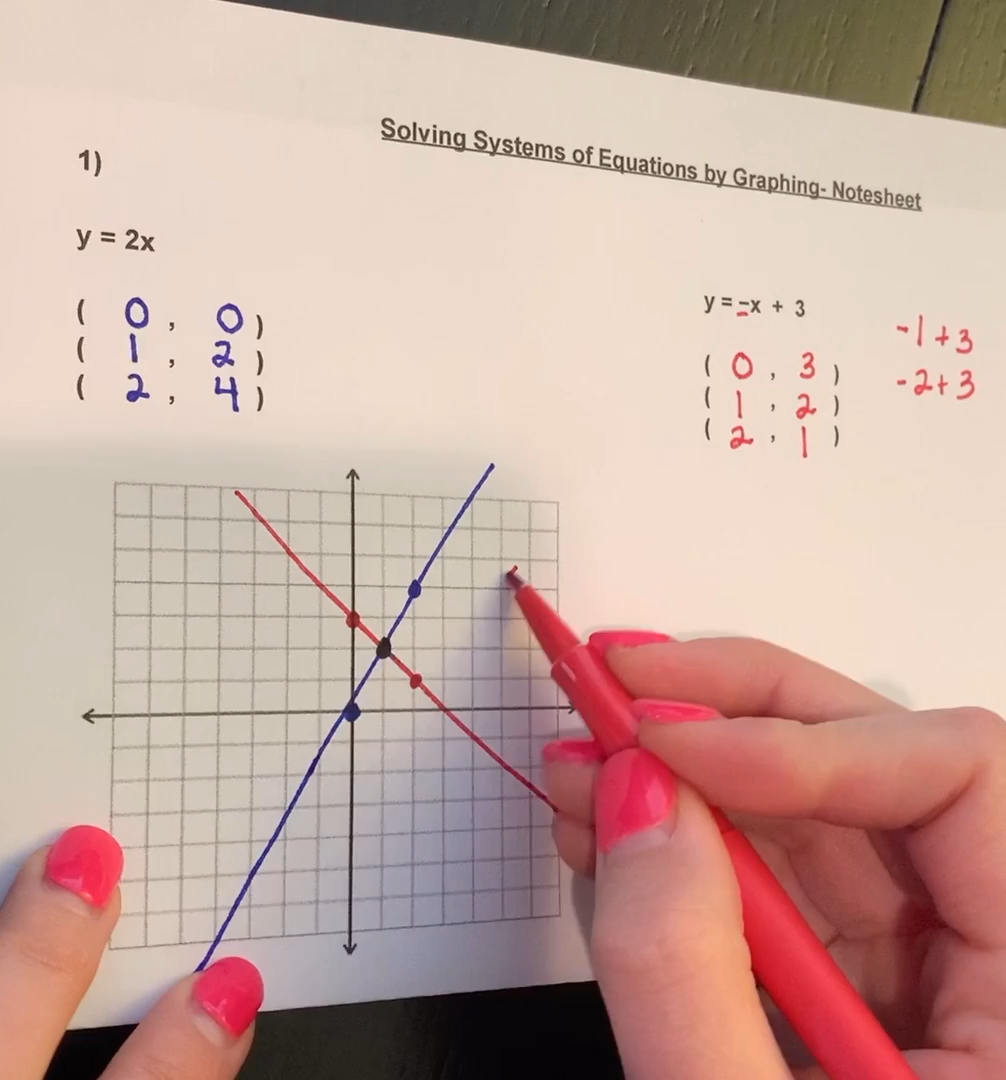 Solving Systems of Equations by Graphing- Notesheet
1)
y = 2x
( 0 , 0 )
( 1 , 2 )
( 2 , 4 )
y = -x + 3
( 0 , 3 )
( 1 , 2 )
( 2 , 1 )
-1+3
-2+3